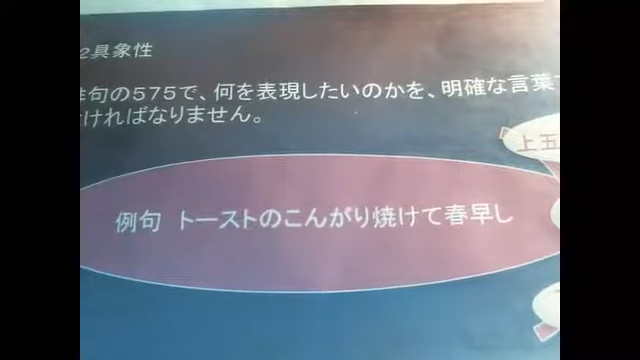 2具象性
俳句の575で、何を表現したいのかを、明確な言葉で
ければなりません。
上五
例句 トーストのこんがり焼けて春早し